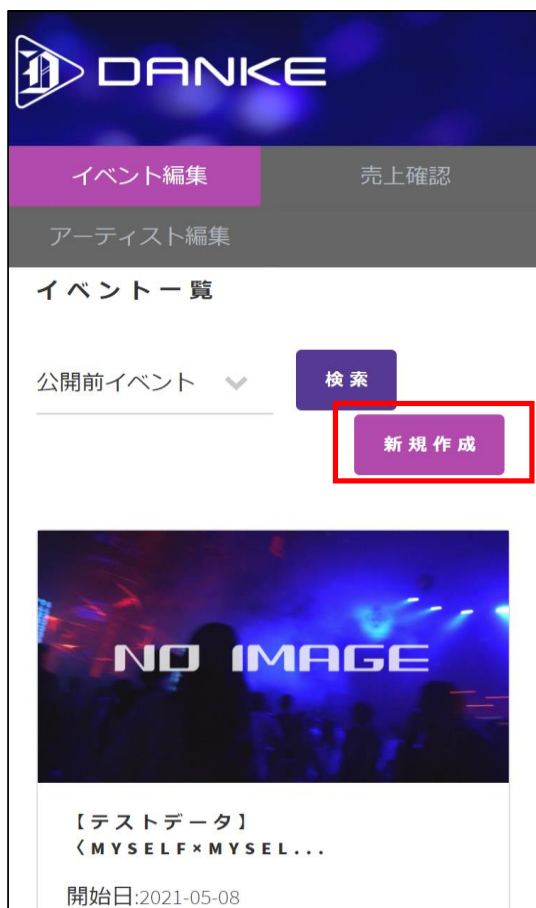 DANKE
イベント編集 売上確認
アーティスト編集
イベント一覧
公開前イベント 検索
新規作成
NO IMAGE
【テストデータ】
〈MYSELF×MYSEL...
開始日:2021-05-08